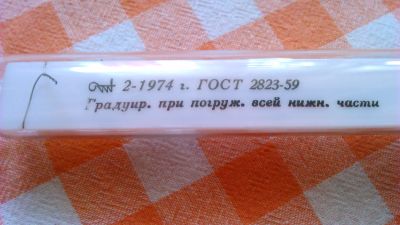 2-1974 г. ГОСТ 2823-59
Градуир. при погруж. всей нижн. части